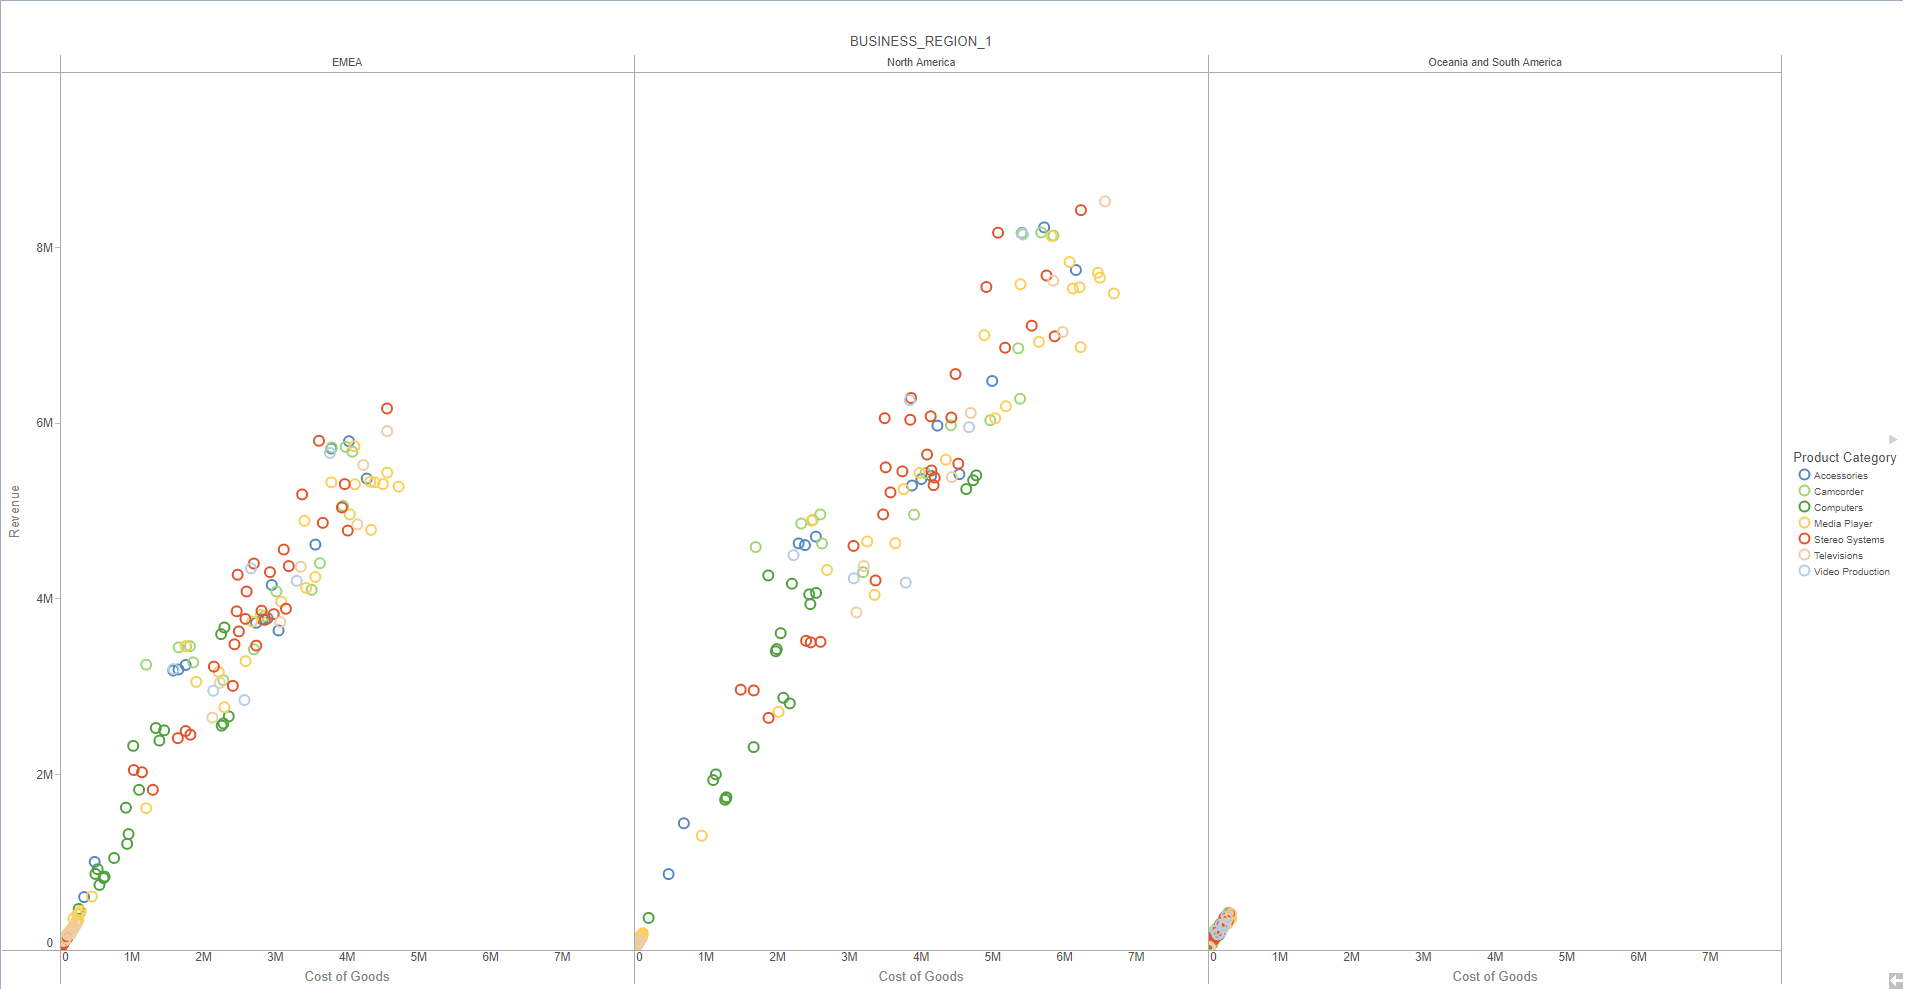 BUSINESS_REGION_1
EMEA North America Oceania and South America
8M
6M
4M
2M
0
Revenue
0 1M 2M 3M 4M 5M 6M 7M 0 1M 2M 3M 4M 5M 6M 7M 0 1M 2M 3M 4M 5M 6M 7M
Cost of Goods Cost of Goods Cost of Goods
Product Category
Accessories
Camcorder
Computers
Media Player
Stereo Systems
Televisions
Video Production